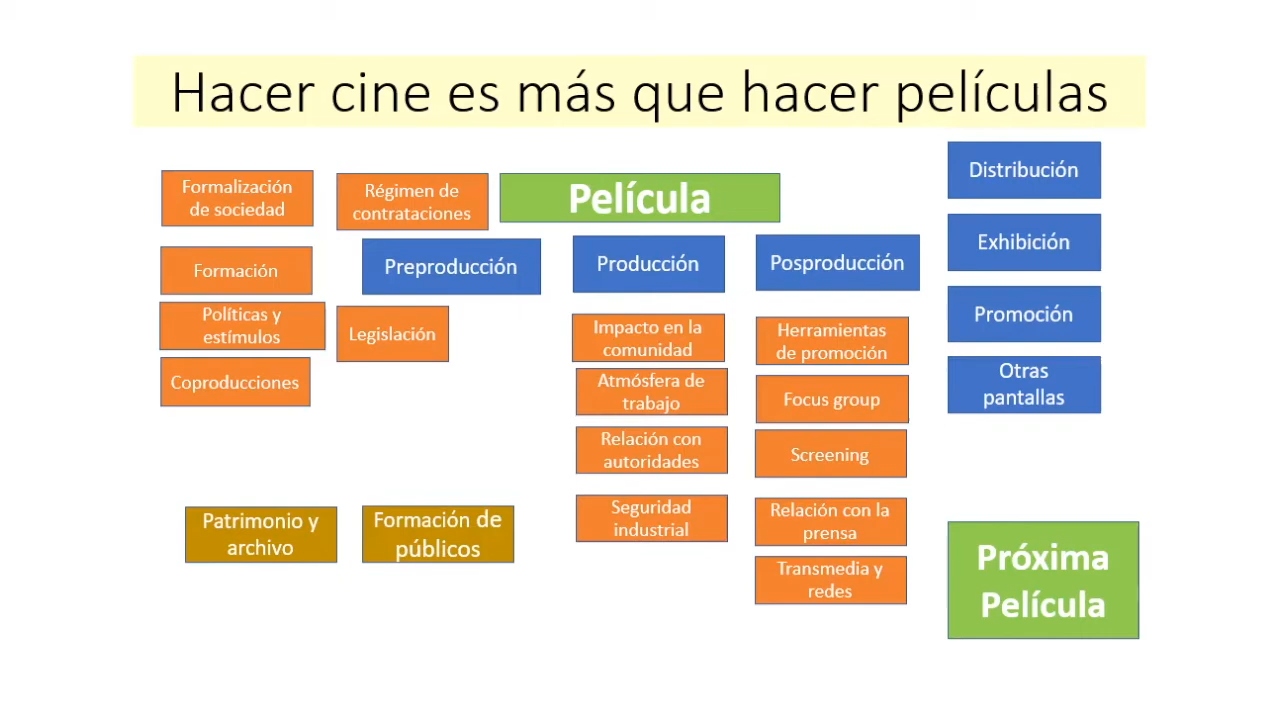 Hacer cine es más que hacer películas
Formalización
de sociedad
Régimen de
contrataciones
Película
Distribución
Formación
Preproducción
Producción
Posproducción
Exhibición
Políticas y
estímulos
Legislación
Impacto en la
comunidad
Herramientas
de promoción
Promoción
Coproducciones
Atmósfera de
trabajo
Focus group
Otras
pantallas
Relación con
autoridades
Screening
Patrimonio y
archivo
Formación de
públicos
Seguridad
industrial
Relación con la
prensa
Transmedia y
redes
Próxima
Película